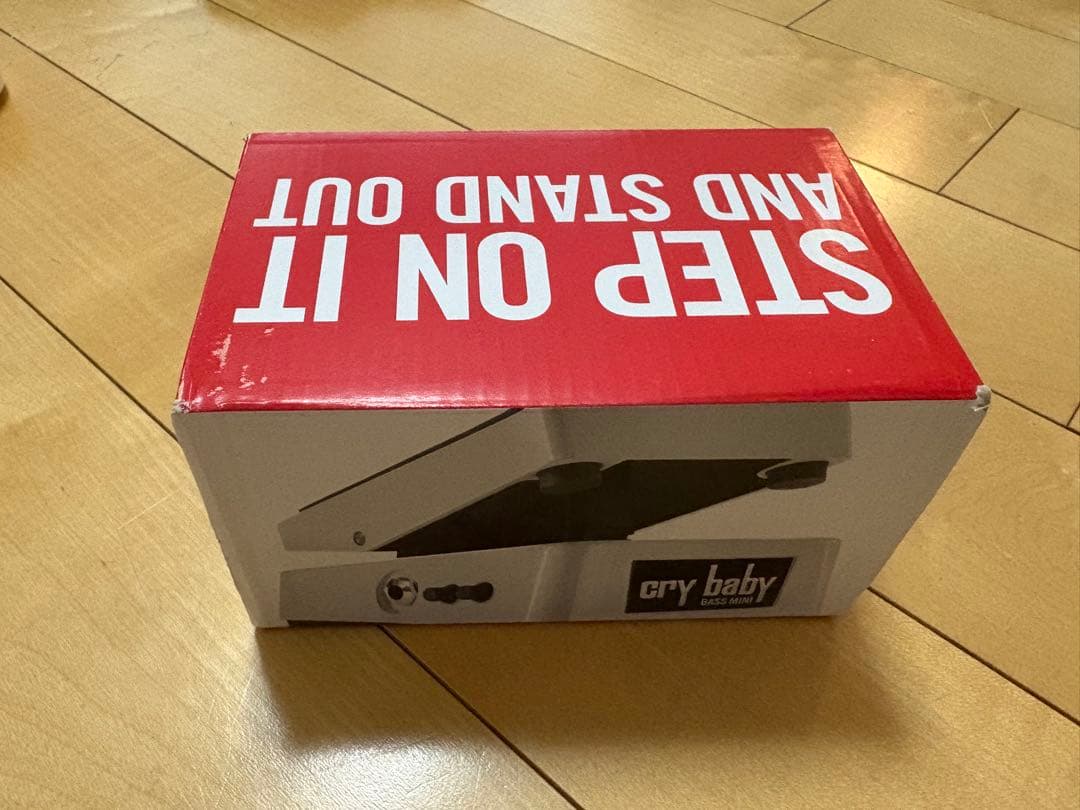 STEP ON IT
AND STAND OUT
cry baby
BASS MINI